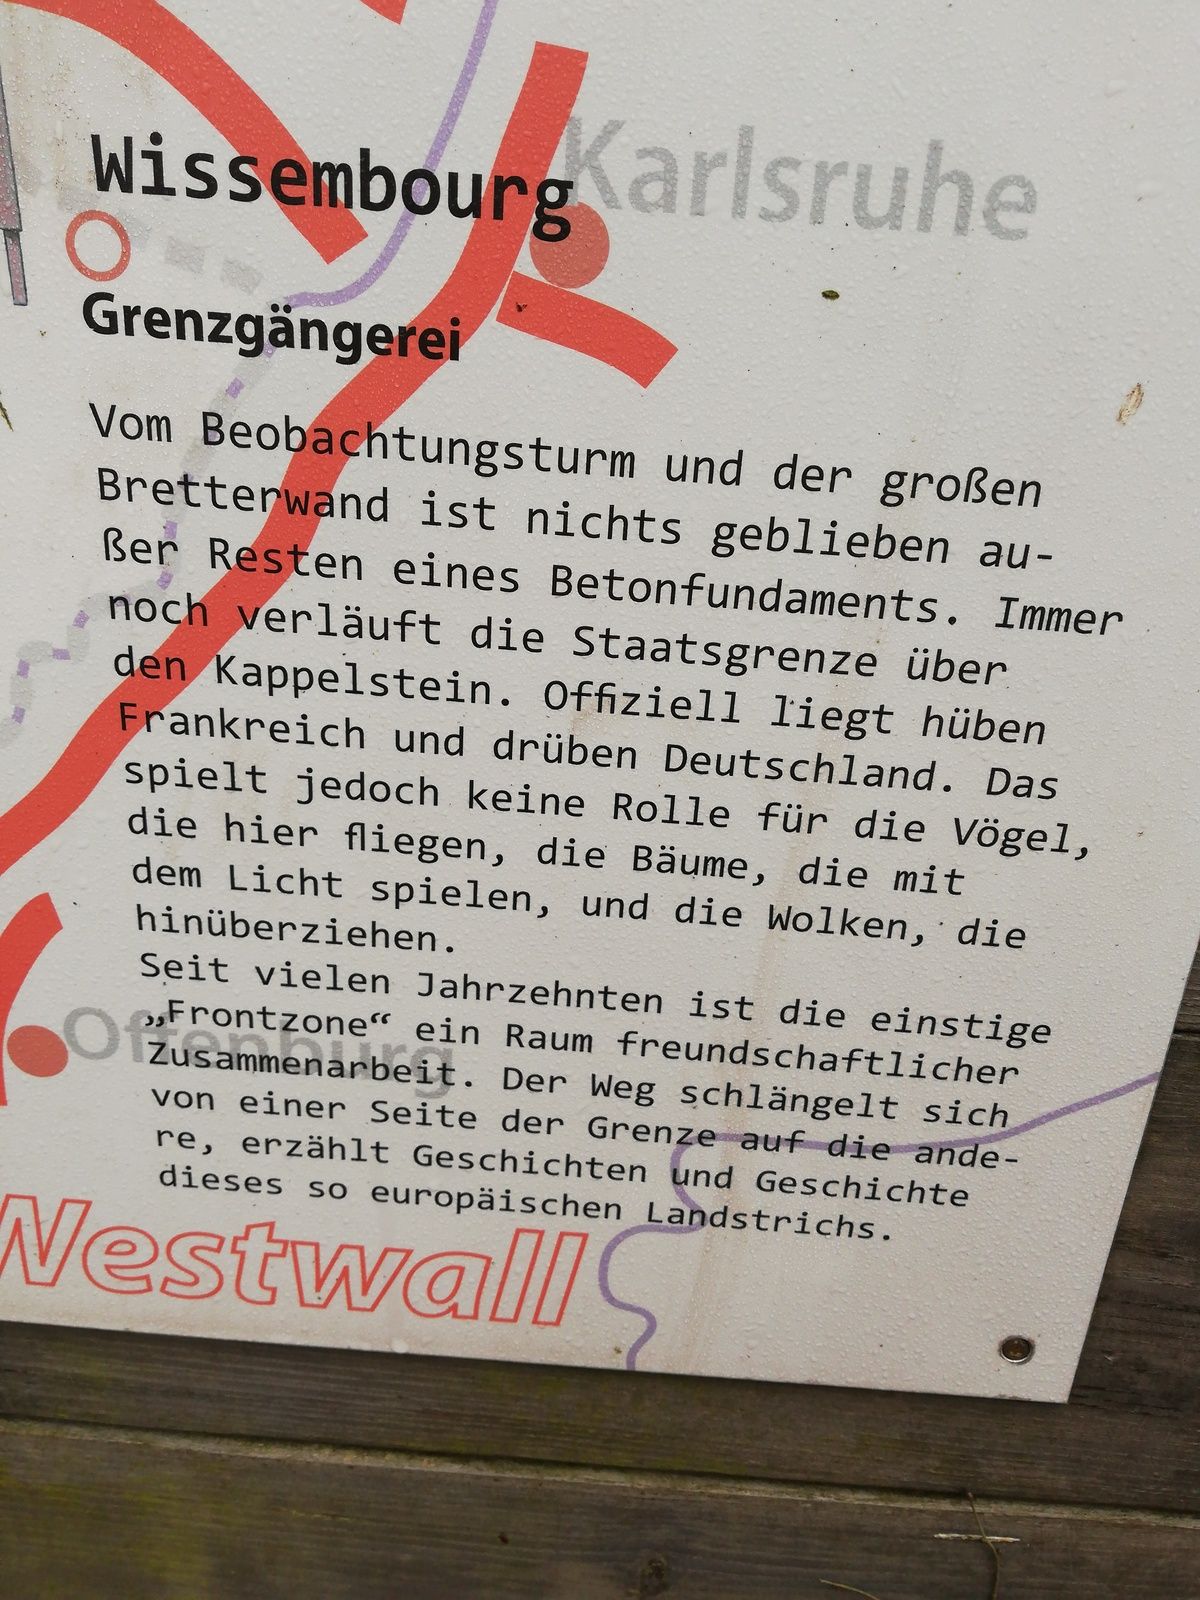 Karlsruhe
Wissembourg
Grenzgängerei
Vom Beobachtungsturm und der großen
Bretterwand ist nichts geblieben au-
ßer Resten eines Betonfundaments. Immer
noch verläuft die Staatsgrenze über
den Kappelstein. Offiziell liegt hüben
Frankreich und drüben Deutschland. Das
spielt jedoch keine Rolle für die Vögel,
die hier fliegen, die Bäume, die mit
dem Licht spielen, und die Wolken, die
hinüberziehen.
Seit vielen Jahrzehnten ist die einstige
„Frontzone“ ein Raum freundschaftlicher
Zusammenarbeit. Der Weg schlängelt sich
von einer Seite der Grenze auf die ande-
re, erzählt Geschichten und Geschichte
dieses so europäischen Landstrichs.
Offenburg
Westwall